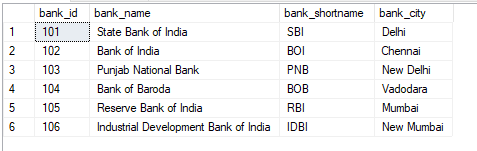 bank_id bank_name bank_shortname bank_city
1 101 State Bank of India SBI Delhi
2 102 Bank of India BOI Chennai
3 103 Punjab National Bank PNB New Delhi
4 104 Bank of Baroda BOB Vadodara
5 105 Reserve Bank of India RBI Mumbai
6 106 Industrial Development Bank of India IDBI New Mumbai